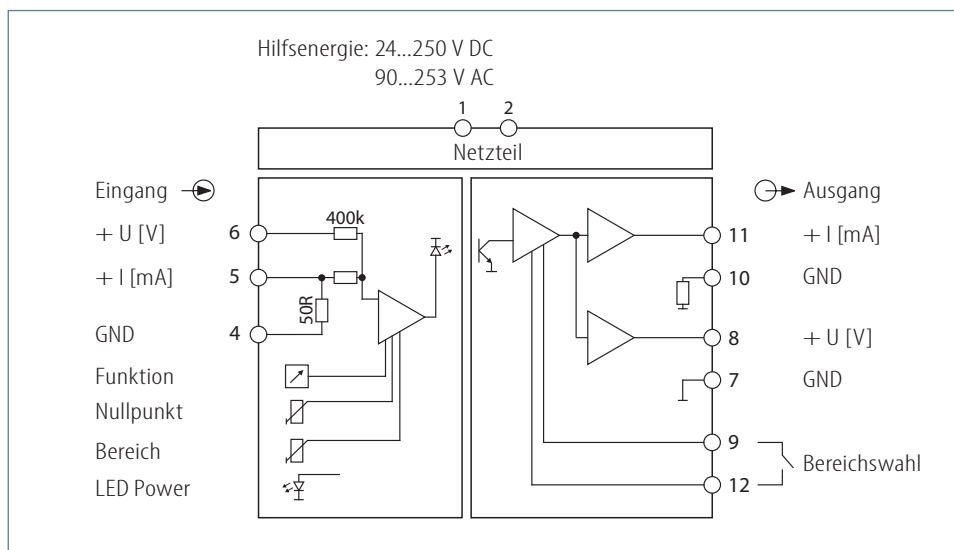 Hilfsenergie: 24...250 V DC
90...253 V AC
1 2
Netzteil
Eingang
Ausgang
+ U [V] 6
400k
11 + I [mA]
+ I [mA] 5
10 GND
50R
GND 4
8 + U [V]
Funktion
7 GND
Nullpunkt
Bereich
9
Bereichswahl
LED Power
12